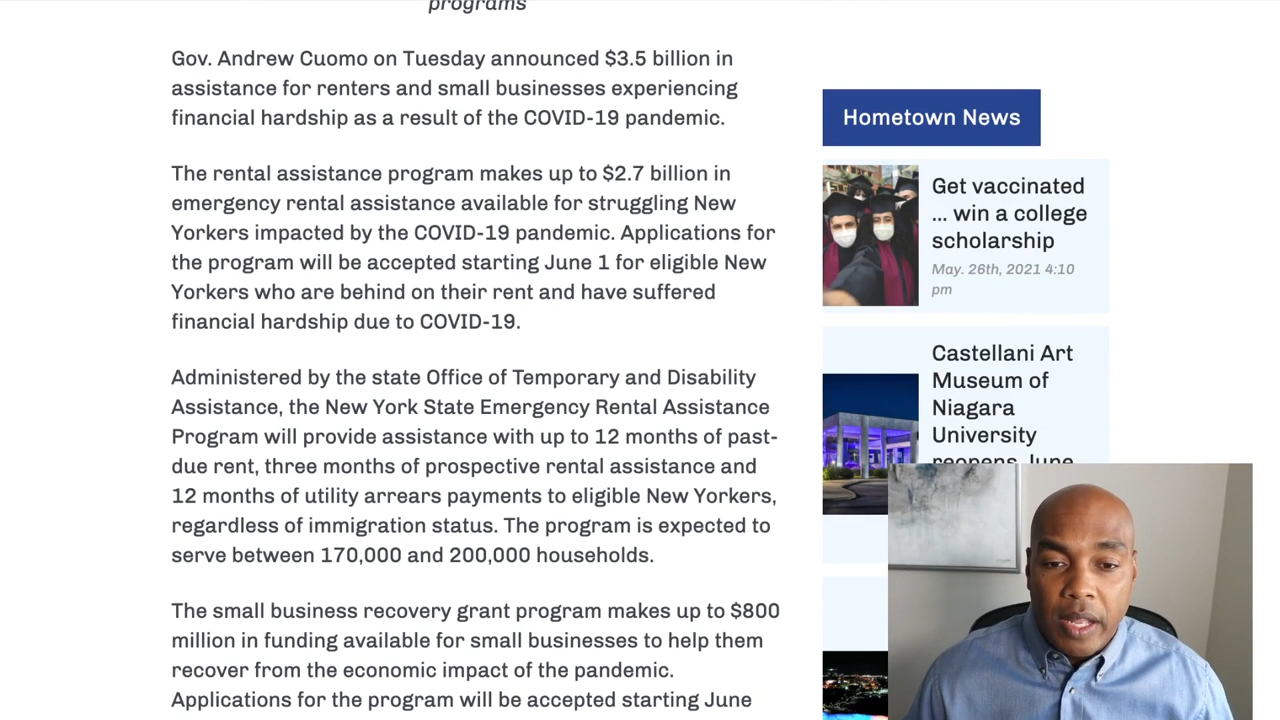 programs
Gov. Andrew Cuomo on Tuesday announced $3.5 billion in
assistance for renters and small businesses experiencing
financial hardship as a result of the COVID-19 pandemic.
The rental assistance program makes up to $2.7 billion in
emergency rental assistance available for struggling New
Yorkers impacted by the COVID-19 pandemic. Applications for
the program will be accepted starting June 1 for eligible New
Yorkers who are behind on their rent and have suffered
financial hardship due to COVID-19.
Administered by the state Office of Temporary and Disability
Assistance, the New York State Emergency Rental Assistance
Program will provide assistance with up to 12 months of past-
due rent, three months of prospective rental assistance and
12 months of utility arrears payments to eligible New Yorkers,
regardless of immigration status. The program is expected to
serve between 170,000 and 200,000 households.
The small business recovery grant program makes up to $800
million in funding available for small businesses to help them
recover from the economic impact of the pandemic.
Applications for the program will be accepted starting June
Hometown News
Get vaccinated
... win a college
scholarship
May. 26th, 2021 4:10
pm
Castellani Art
Museum of
Niagara
University
reopens June